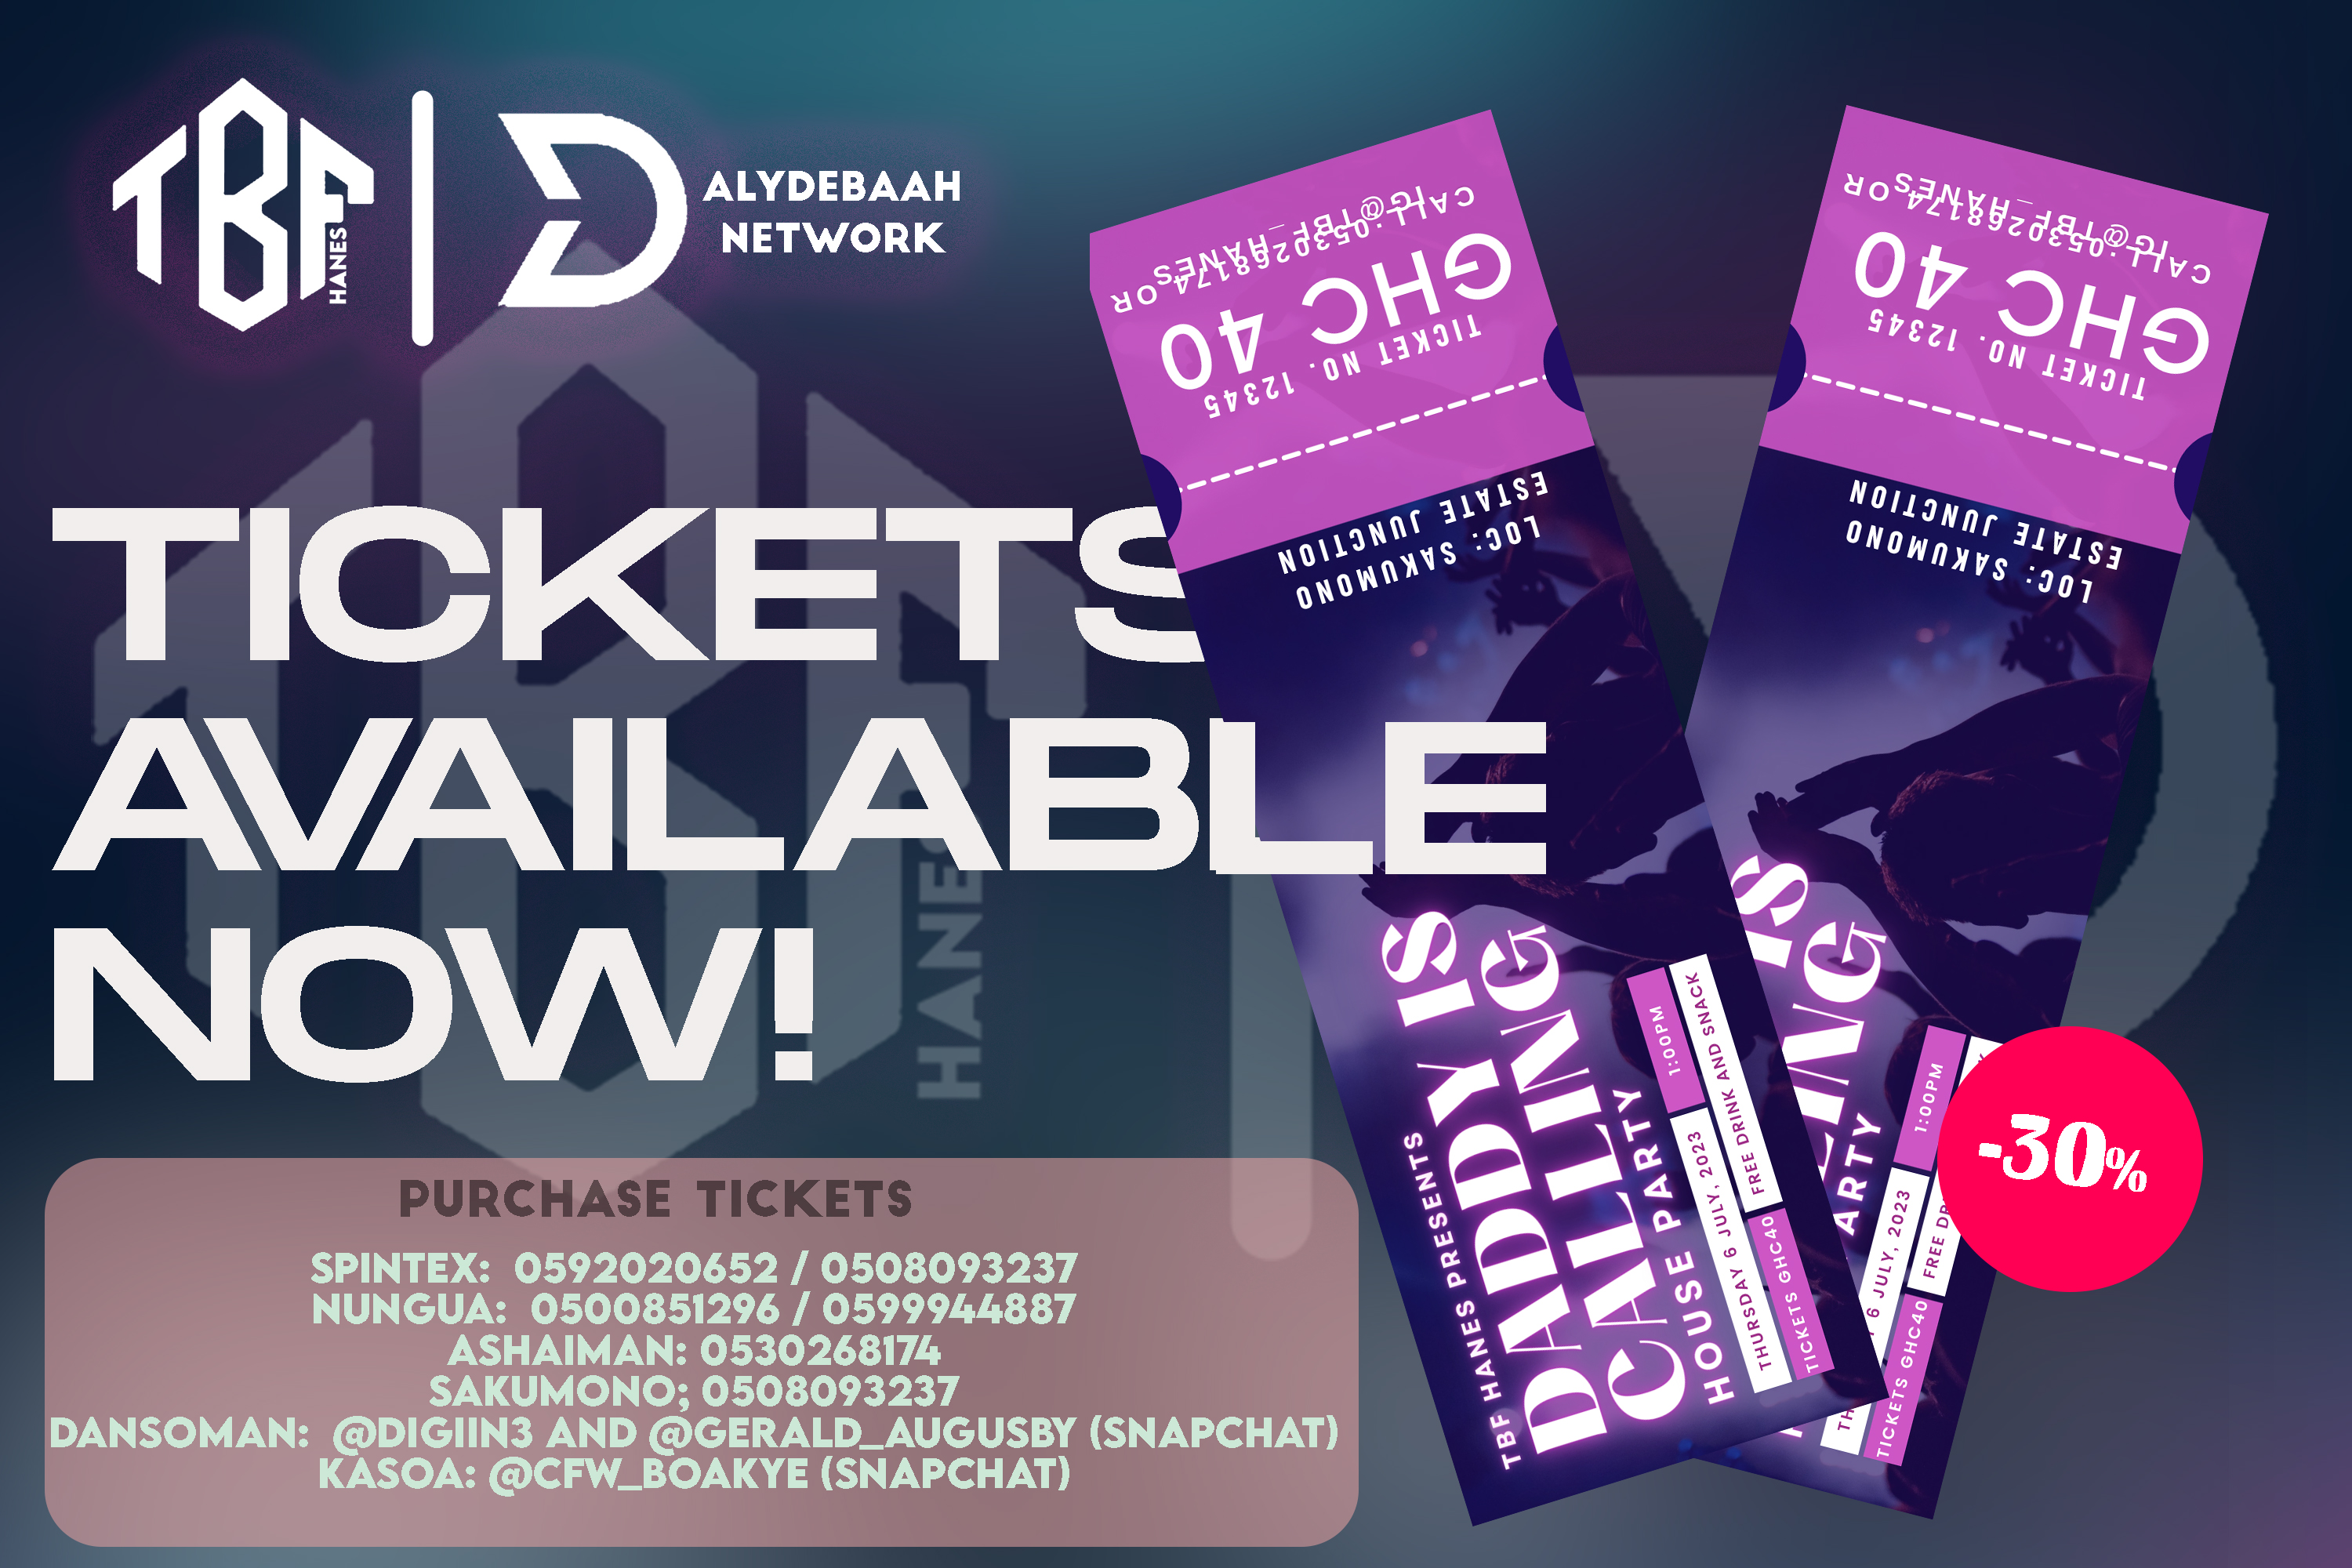 TBF
HANES
ALYDEBAAH
NETWORK
TICKETS
AVAILABLE
NOW!
HANES
PURCHASE TICKETS
SPINTEX: 0592020652 / 0508093237
NUNGUA: 0500851296 / 0599944887
ASHAIMAN: 0530268174
SAKUMONO; 0508093237
DANSOMAN: @DIGIIN3 AND @GERALD_AUGUSBY (SNAPCHAT)
KASOA: @CFW_BOAKYE (SNAPCHAT)
TBF HANES PRESENTS
DADDY IS
CALLING
HOUSE PARTY
THURSDAY 6 JULY, 2023
1:00PM
TICKETS GHC40
FREE DRINK AND SNACK
LOC: SAKUMONO
ESTATE JUNCTION
TICKET NO. 12345
GHC 40
CALL:0530268174 OR
IG@TBF_HANES
IS
ARTY
6 JULY, 2023
1:00PM
TICKETS GHC40
FREE
LOC: SAKUMONO
ESTATE JUNCTION
TICKET NO. 12345
GHC 40
CALL:0530268174 OR
IG@TBF_HANES
-30%